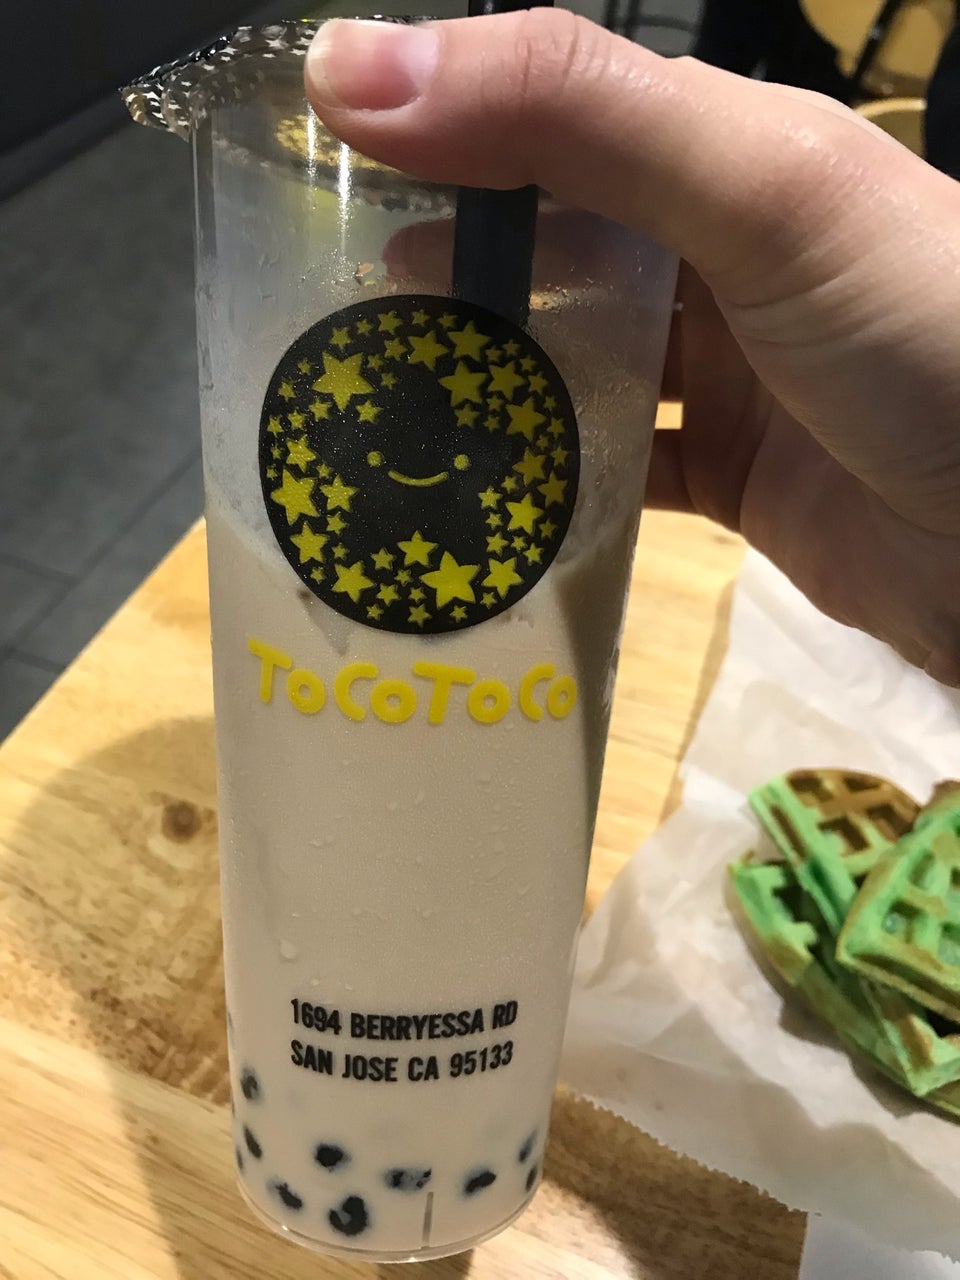 ToCoToCo
1694 BERRYESSA RD
SAN JOSE CA 95133